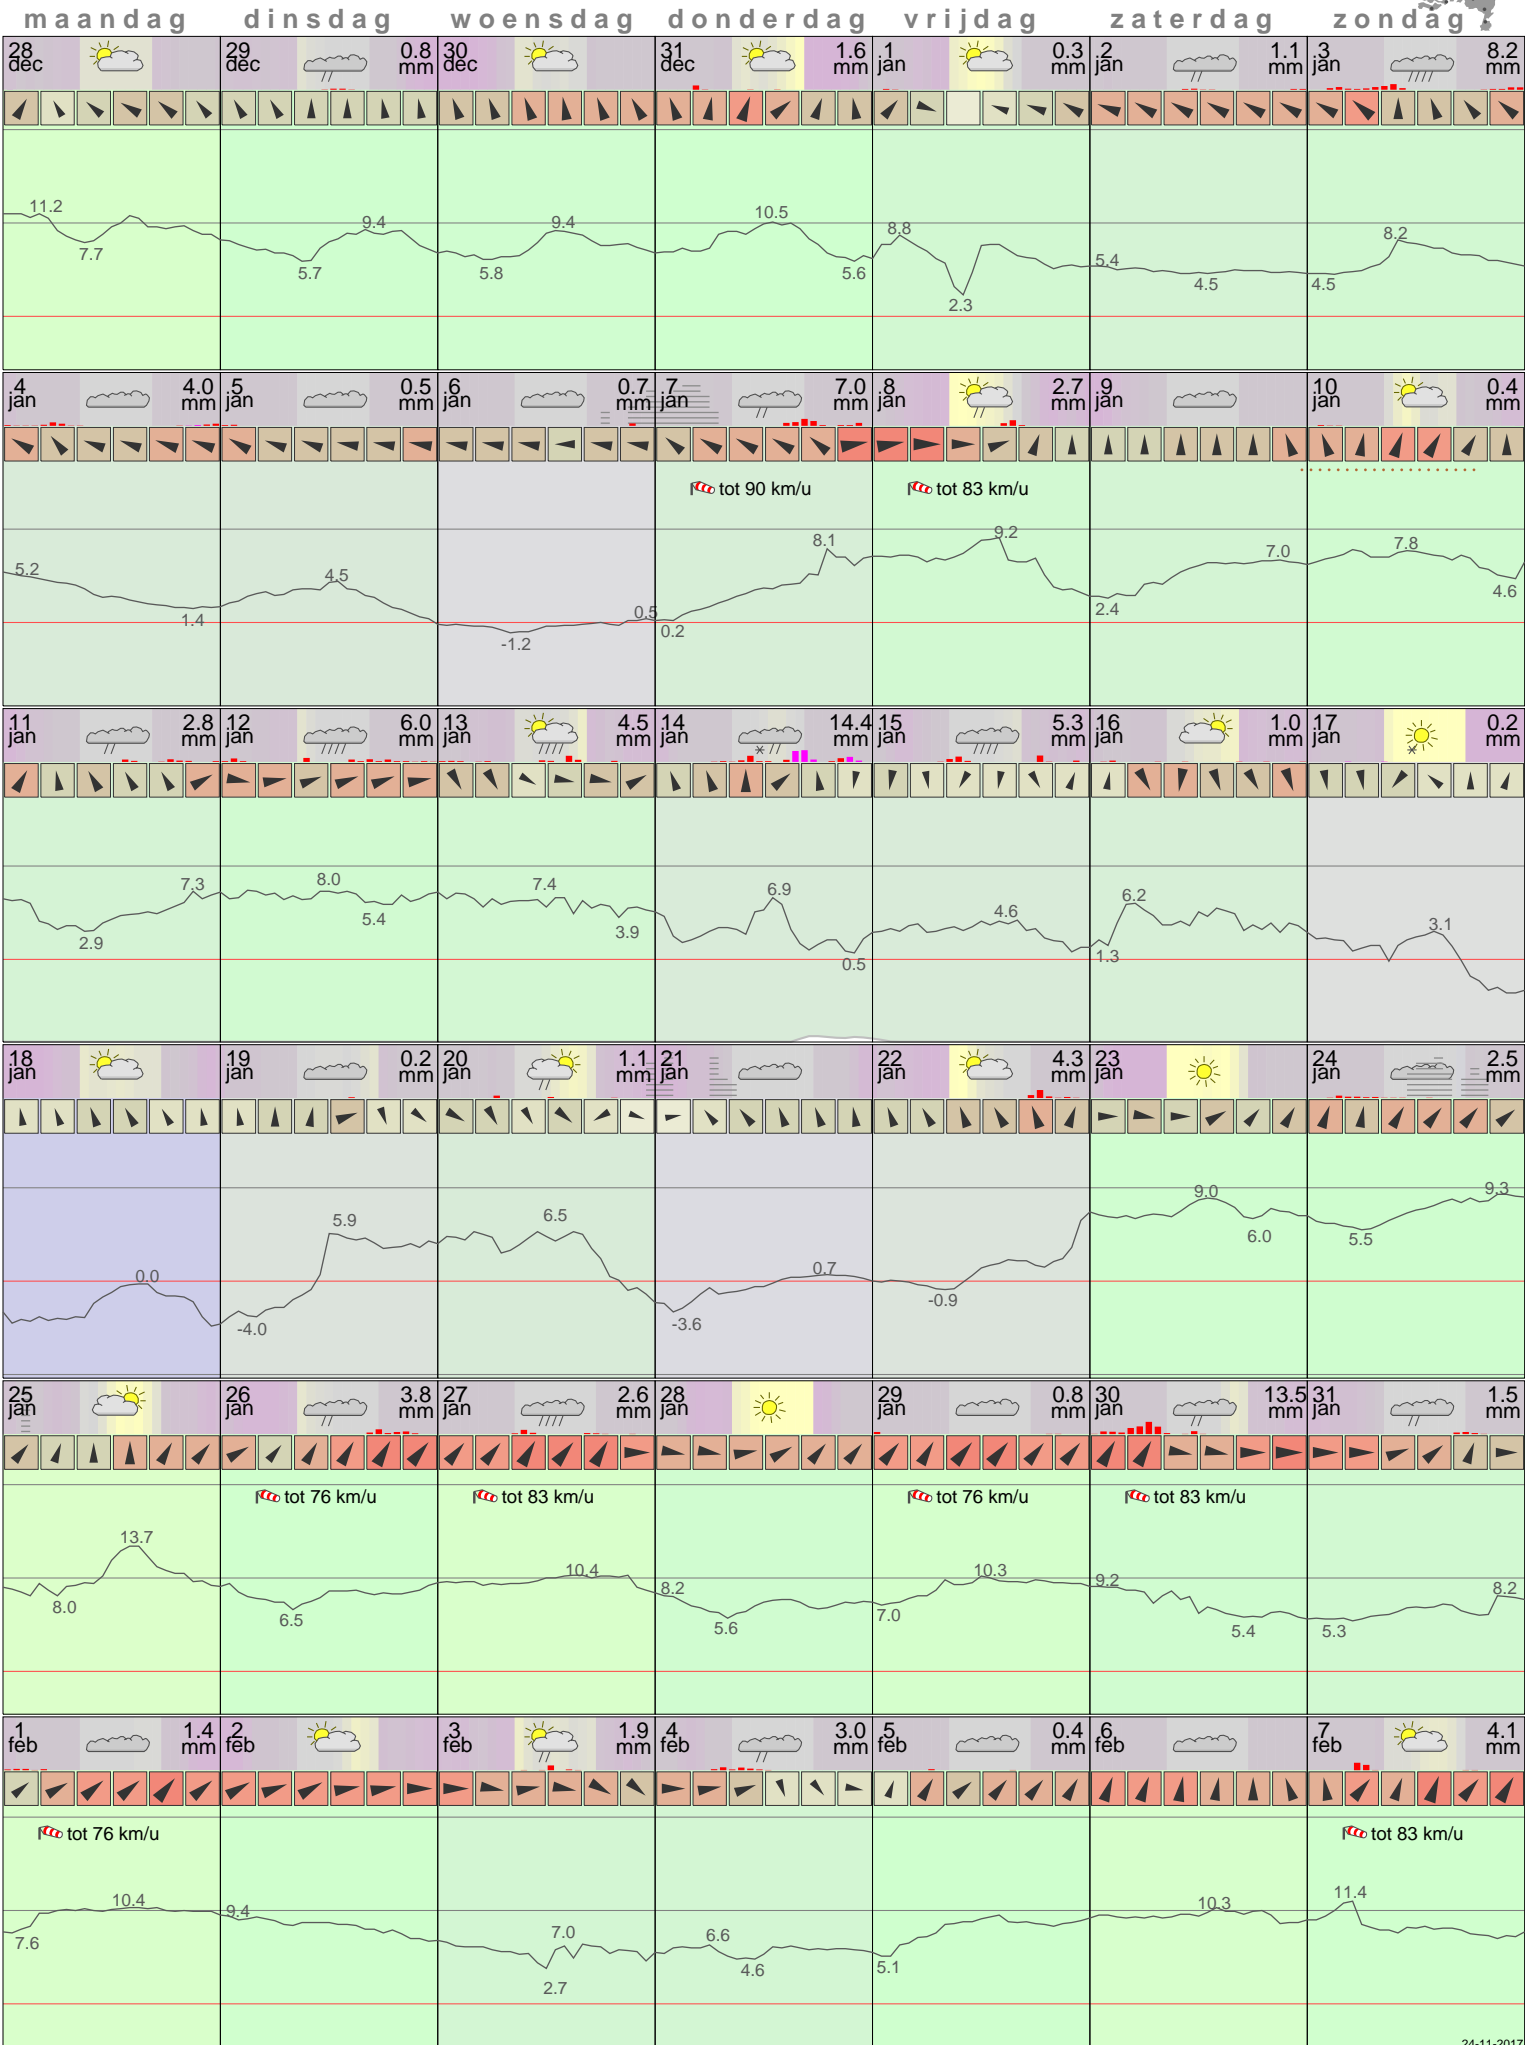 maandag dinsdag woensdag donderdag vrijdag zaterdag zondag
28 dec
29 dec 0.8 mm
30 dec
31 dec 1.6 mm
1 jan 0.3 mm
2 jan 1.1 mm
3 jan 8.2 mm
11.2 7.7
5.7 9.4
5.8 9.4
10.5 5.6
8.8 2.3
5.4 4.5
4.5 8.2
4 jan 4.0 mm
5 jan 0.5 mm
6 jan 0.7 mm
7 jan 7.0 mm
8 jan 2.7 mm
9 jan
10 jan 0.4 mm
tot 90 km/u
tot 83 km/u
5.2 1.4
4.5
-1.2 0.5
0.2 8.1
9.2
2.4 7.0
7.8 4.6
11 jan 2.8 mm
12 jan 6.0 mm
13 jan 4.5 mm
14 jan 14.4 mm
15 jan 5.3 mm
16 jan 1.0 mm
17 jan 0.2 mm
2.9 7.3
8.0 5.4
7.4 3.9
6.9 0.5
4.6
1.3 6.2
3.1
18 jan
19 jan 0.2 mm
20 jan 1.1 mm
21 jan
22 jan 4.3 mm
23 jan
24 jan 2.5 mm
0.0
-4.0 5.9
6.5
-3.6 0.7
-0.9
9.0 6.0
5.5 9.3
25 jan
26 jan 3.8 mm
27 jan 2.6 mm
28 jan
29 jan 0.8 mm
30 jan 13.5 mm
31 jan 1.5 mm
tot 76 km/u
tot 83 km/u
tot 76 km/u
tot 83 km/u
8.0 13.7
6.5
10.4
8.2 5.6
7.0 10.3
9.2 5.4
5.3 8.2
1 feb 1.4 mm
2 feb
3 feb 1.9 mm
4 feb 3.0 mm
5 feb 0.4 mm
6 feb
7 feb 4.1 mm
tot 76 km/u
tot 83 km/u
7.6 10.4
9.4
2.7 7.0
6.6 4.6
5.1
10.3
11.4
24-11-2017